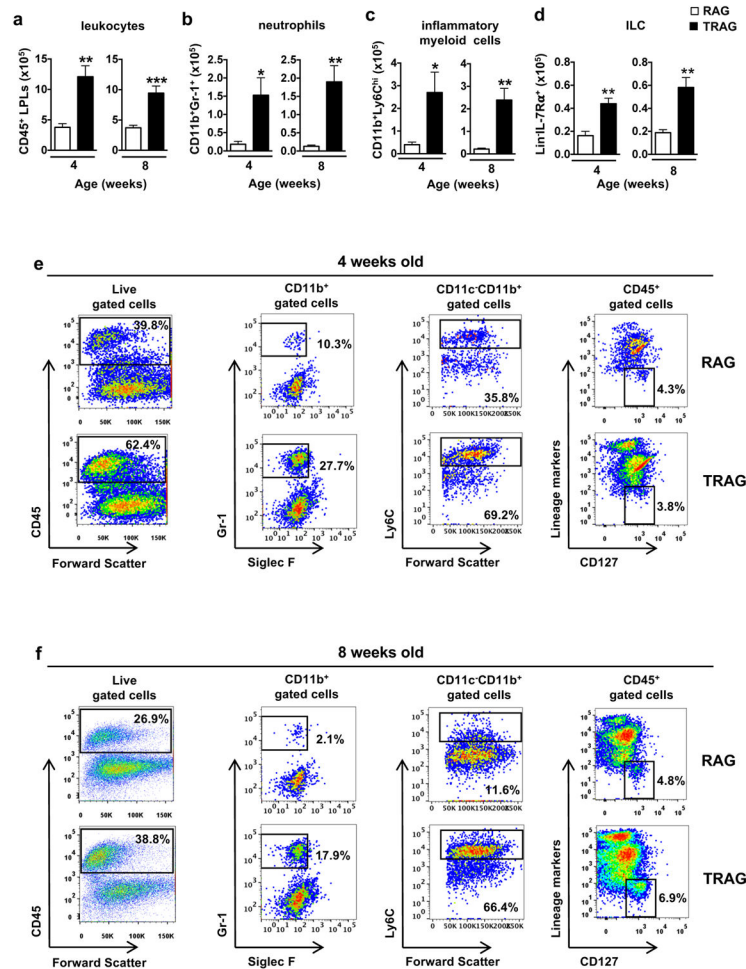 a leukocytes
CD45⁺ LPLs (x10⁵)
15
10
5
0
**
***
4 8
Age (weeks)
b neutrophils
CD11b⁺Gr-1⁺ (x10⁵)
2.5
2.0
1.5
1.0
0.5
0.0
*
**
4 8
Age (weeks)
c inflammatory
myeloid cells
CD11b⁺Ly6Cʰⁱ (x10⁵)
4
3
2
1
0
*
**
4 8
Age (weeks)
d ILC
Lin⁻IL-7Rα⁺ (x10⁵)
0.8
0.6
0.4
0.2
0.0
**
**
4 8
Age (weeks)
RAG
TRAG
e 4 weeks old
Live
gated cells
CD11b⁺
gated cells
CD11c⁻CD11b⁺
gated cells
CD45⁺
gated cells
39.8%
10.3%
35.8%
4.3%
RAG
62.4%
27.7%
69.2%
3.8%
TRAG
CD45
Forward Scatter
Gr-1
Siglec F
Ly6C
Forward Scatter
Lineage markers
CD127
f 8 weeks old
Live
gated cells
CD11b⁺
gated cells
CD11c⁻CD11b⁺
gated cells
CD45⁺
gated cells
26.9%
2.1%
11.6%
4.8%
RAG
38.8%
17.9%
66.4%
6.9%
TRAG
CD45
Forward Scatter
Gr-1
Siglec F
Ly6C
Forward Scatter
Lineage markers
CD127